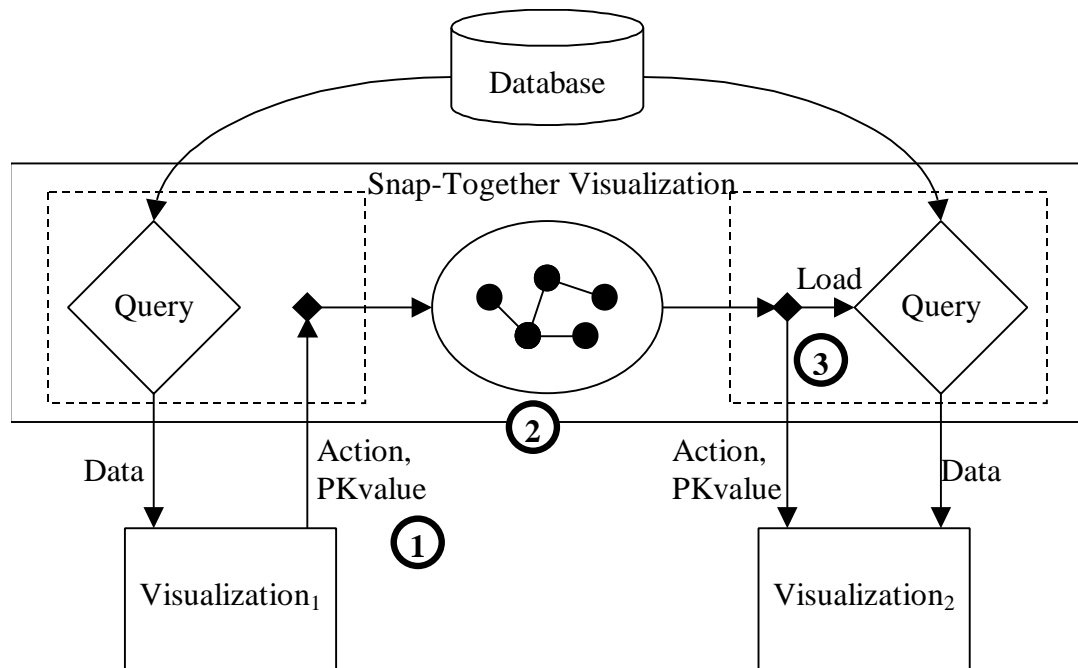 Database
Snap-Together Visualization
Query
Load
Query
3
2
Data
Action,
PKvalue
1
Action,
PKvalue
Data
Visualization₁
Visualization₂